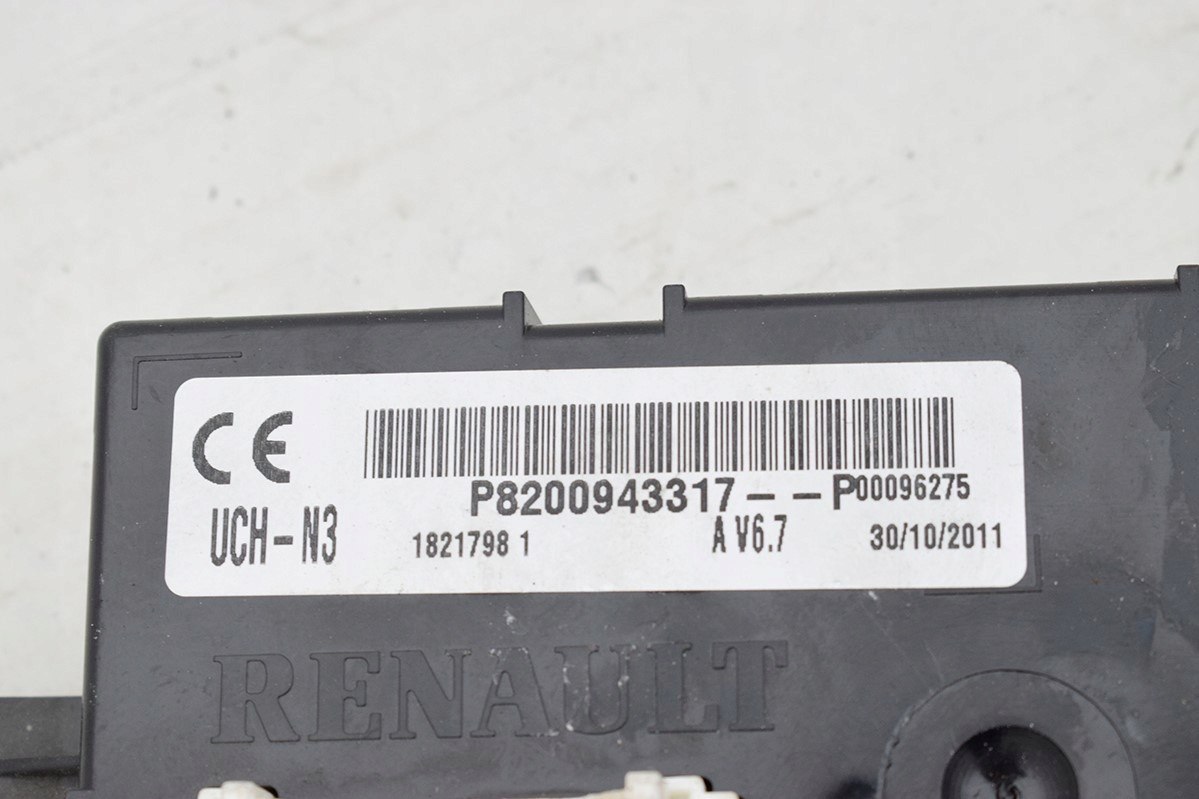 CE
P8200943317--P00096275
UCH-N3 1821798 1 A V6.7 30/10/2011
RENAULT